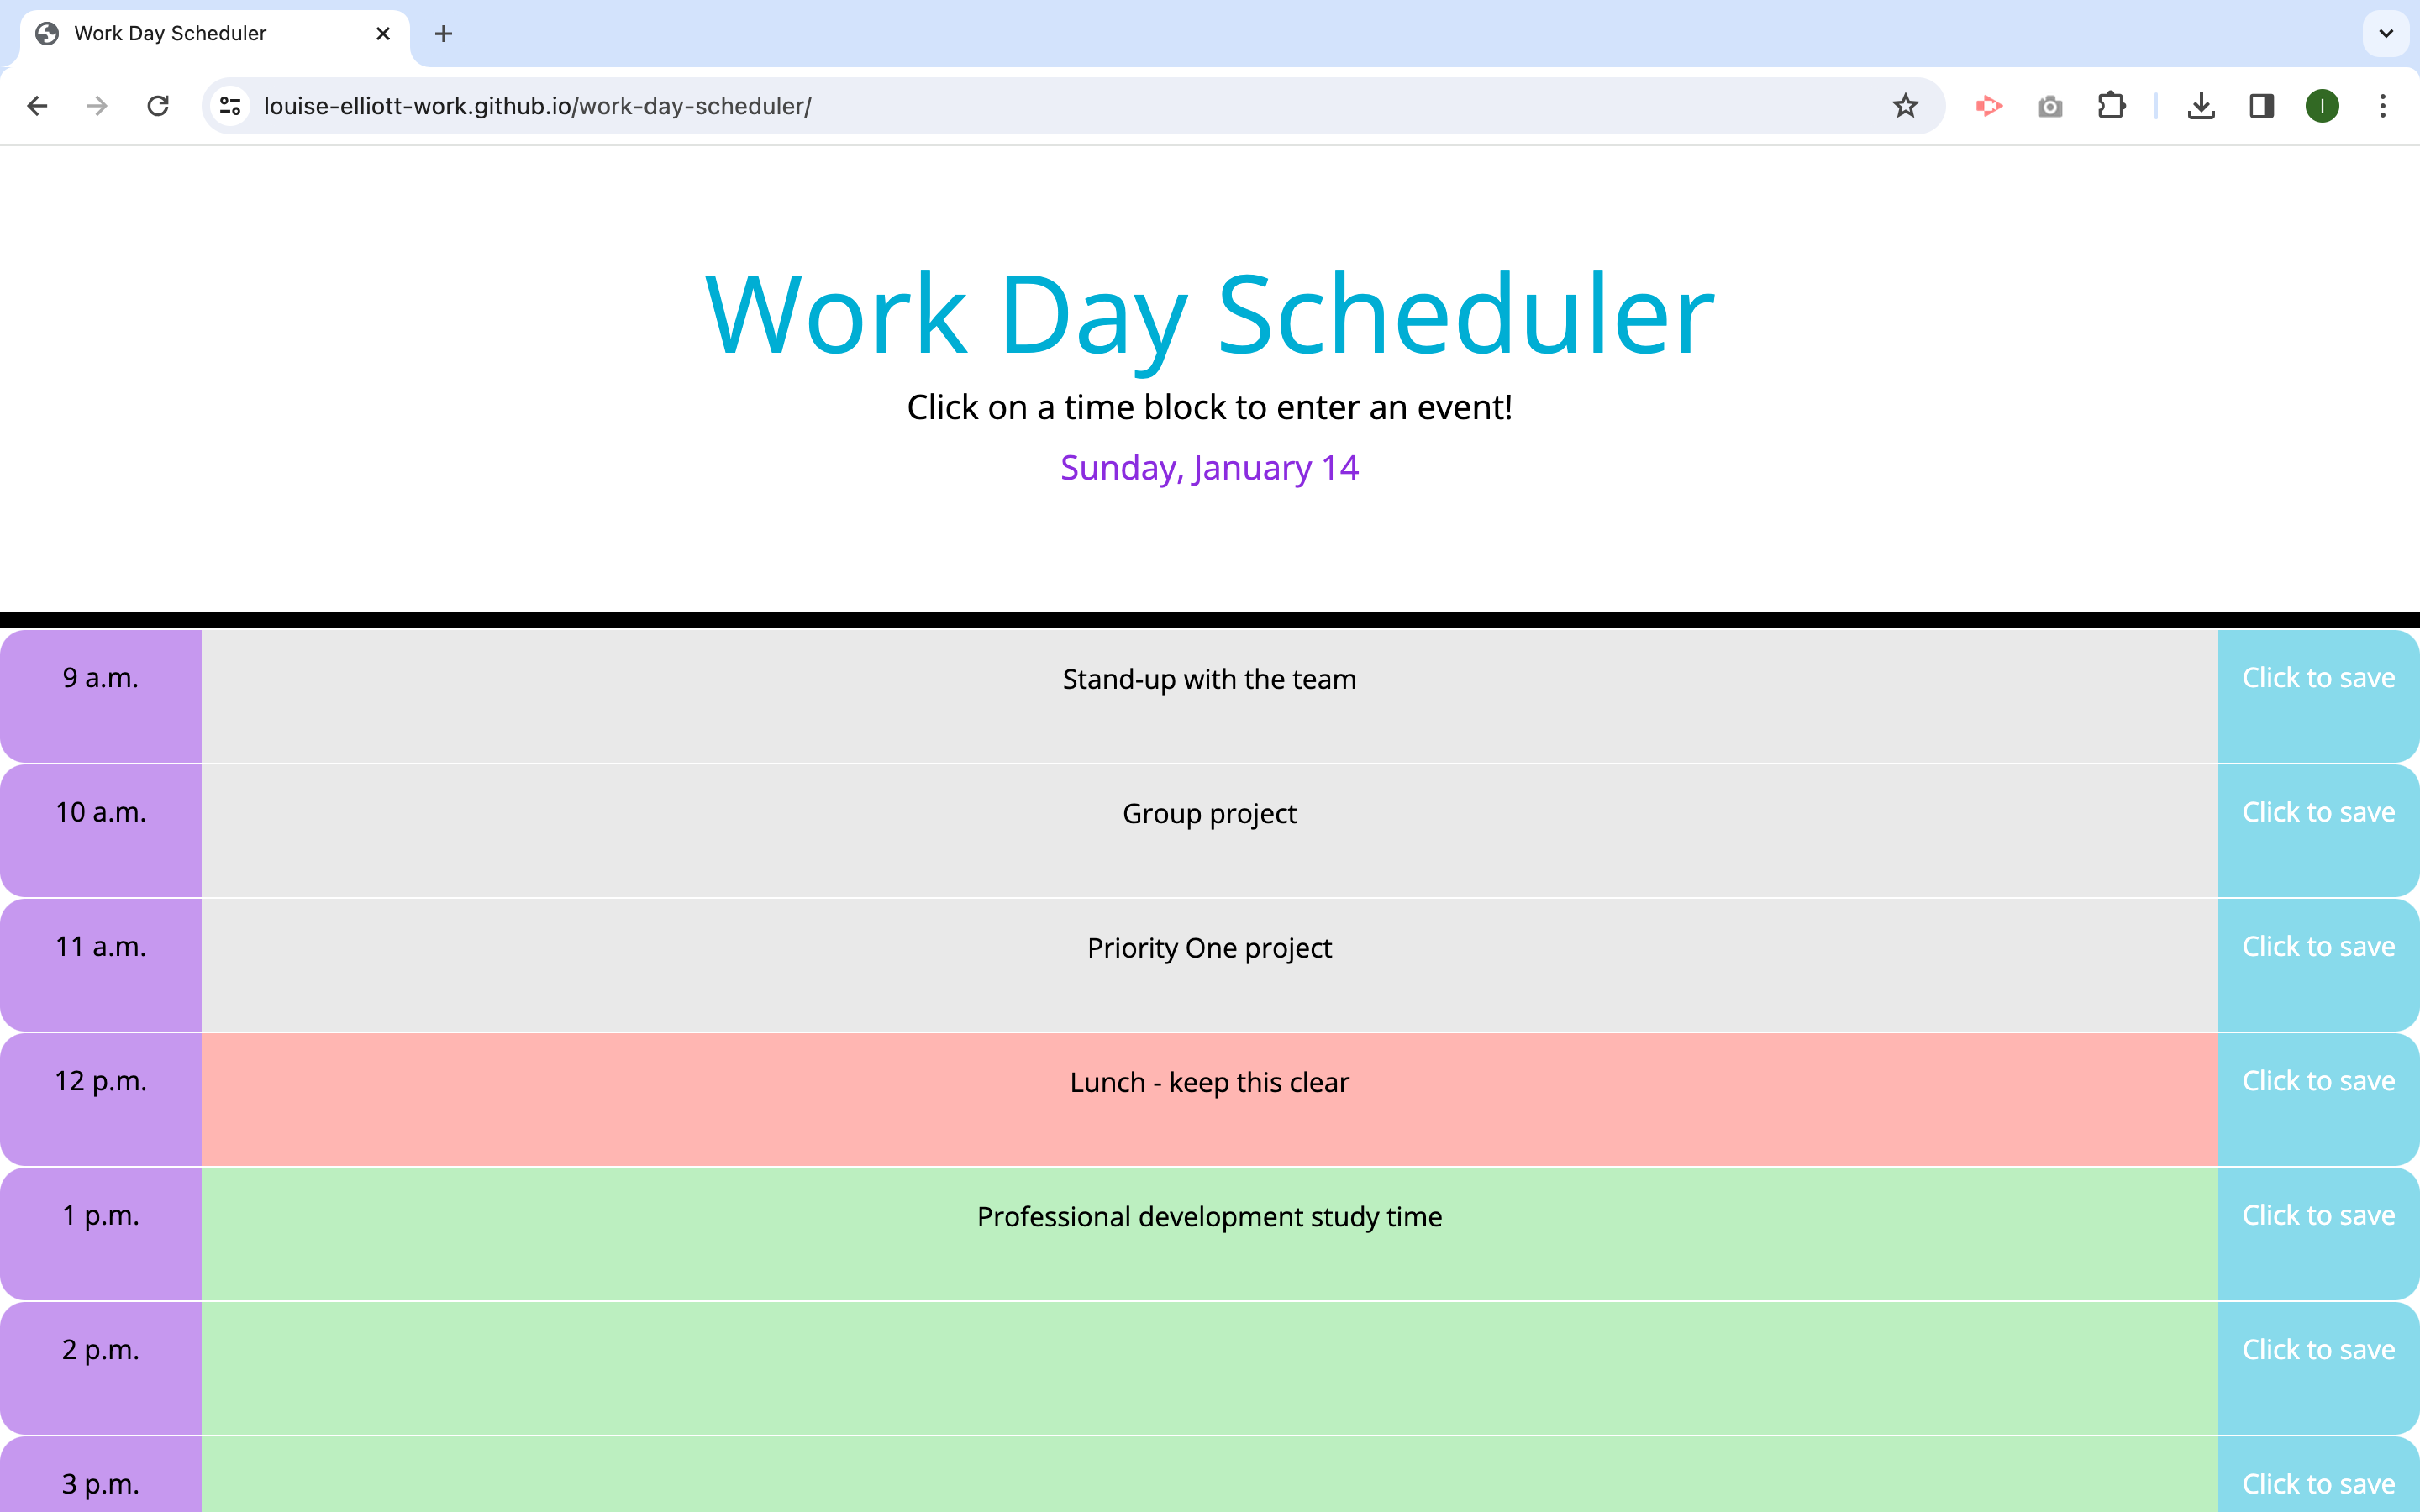 Work Day Scheduler
louise-elliott-work.github.io/work-day-scheduler/
I
Work Day Scheduler
Click on a time block to enter an event!
Sunday, January 14
9 a.m. Stand-up with the team Click to save
10 a.m. Group project Click to save
11 a.m. Priority One project Click to save
12 p.m. Lunch - keep this clear Click to save
1 p.m. Professional development study time Click to save
2 p.m. Click to save
3 p.m. Click to save